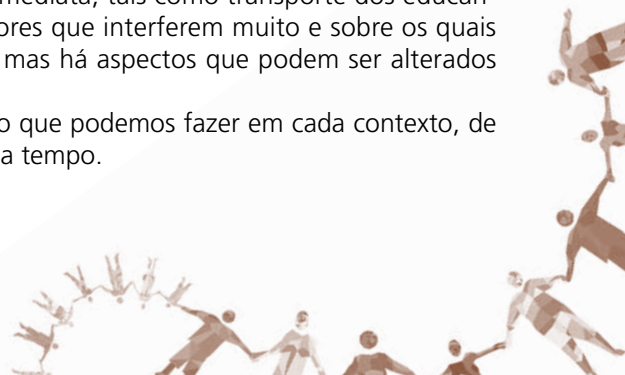 mediata, tais como transporte dos educan-
ores que interferem muito e sobre os quais
mas há aspectos que podem ser alterados
o que podemos fazer em cada contexto, de
a tempo.